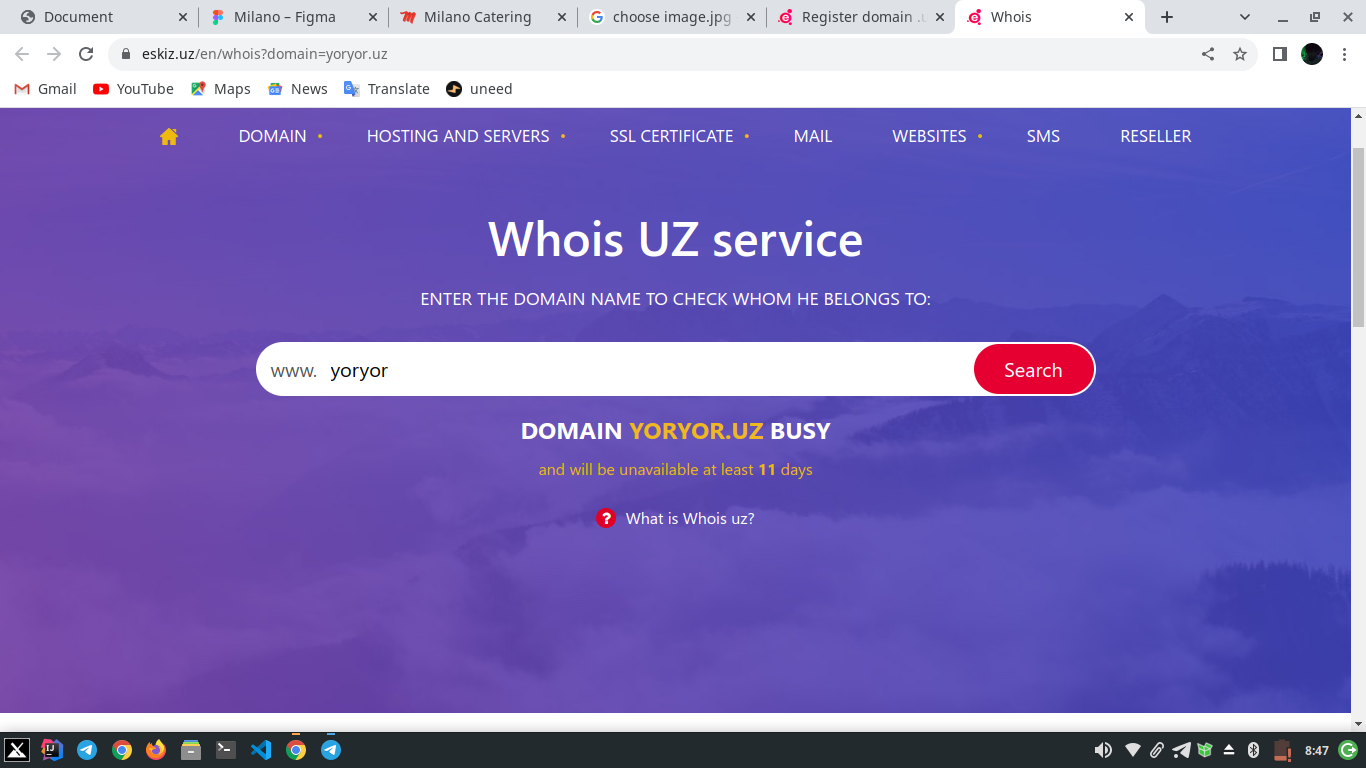 Document
Milano – Figma
Milano Catering
choose image.jpg
Register domain .u
Whois
eskiz.uz/en/whois?domain=yoryor.uz
Gmail
YouTube
Maps
News
Translate
uneed
DOMAIN
HOSTING AND SERVERS
SSL CERTIFICATE
MAIL
WEBSITES
SMS
RESELLER
Whois UZ service
ENTER THE DOMAIN NAME TO CHECK WHOM HE BELONGS TO:
www. yoryor
Search
DOMAIN YORYOR.UZ BUSY
and will be unavailable at least 11 days
? What is Whois uz?
8:47